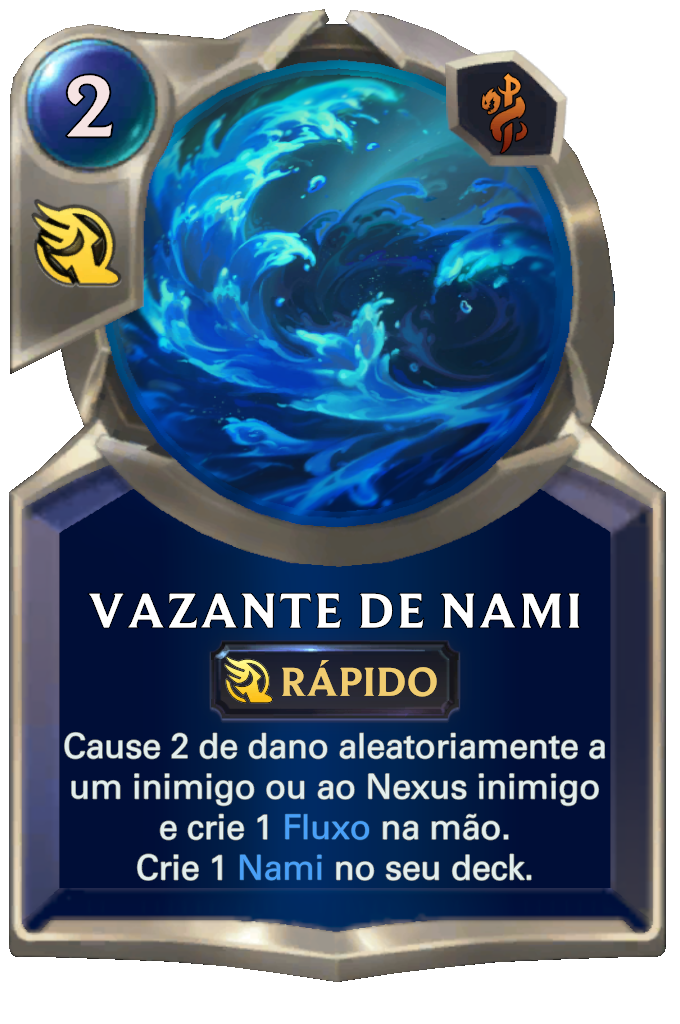 2
VAZANTE DE NAMI
RÁPIDO
Cause 2 de dano aleatoriamente a
um inimigo ou ao Nexus inimigo
e crie 1 Fluxo na mão.
Crie 1 Nami no seu deck.